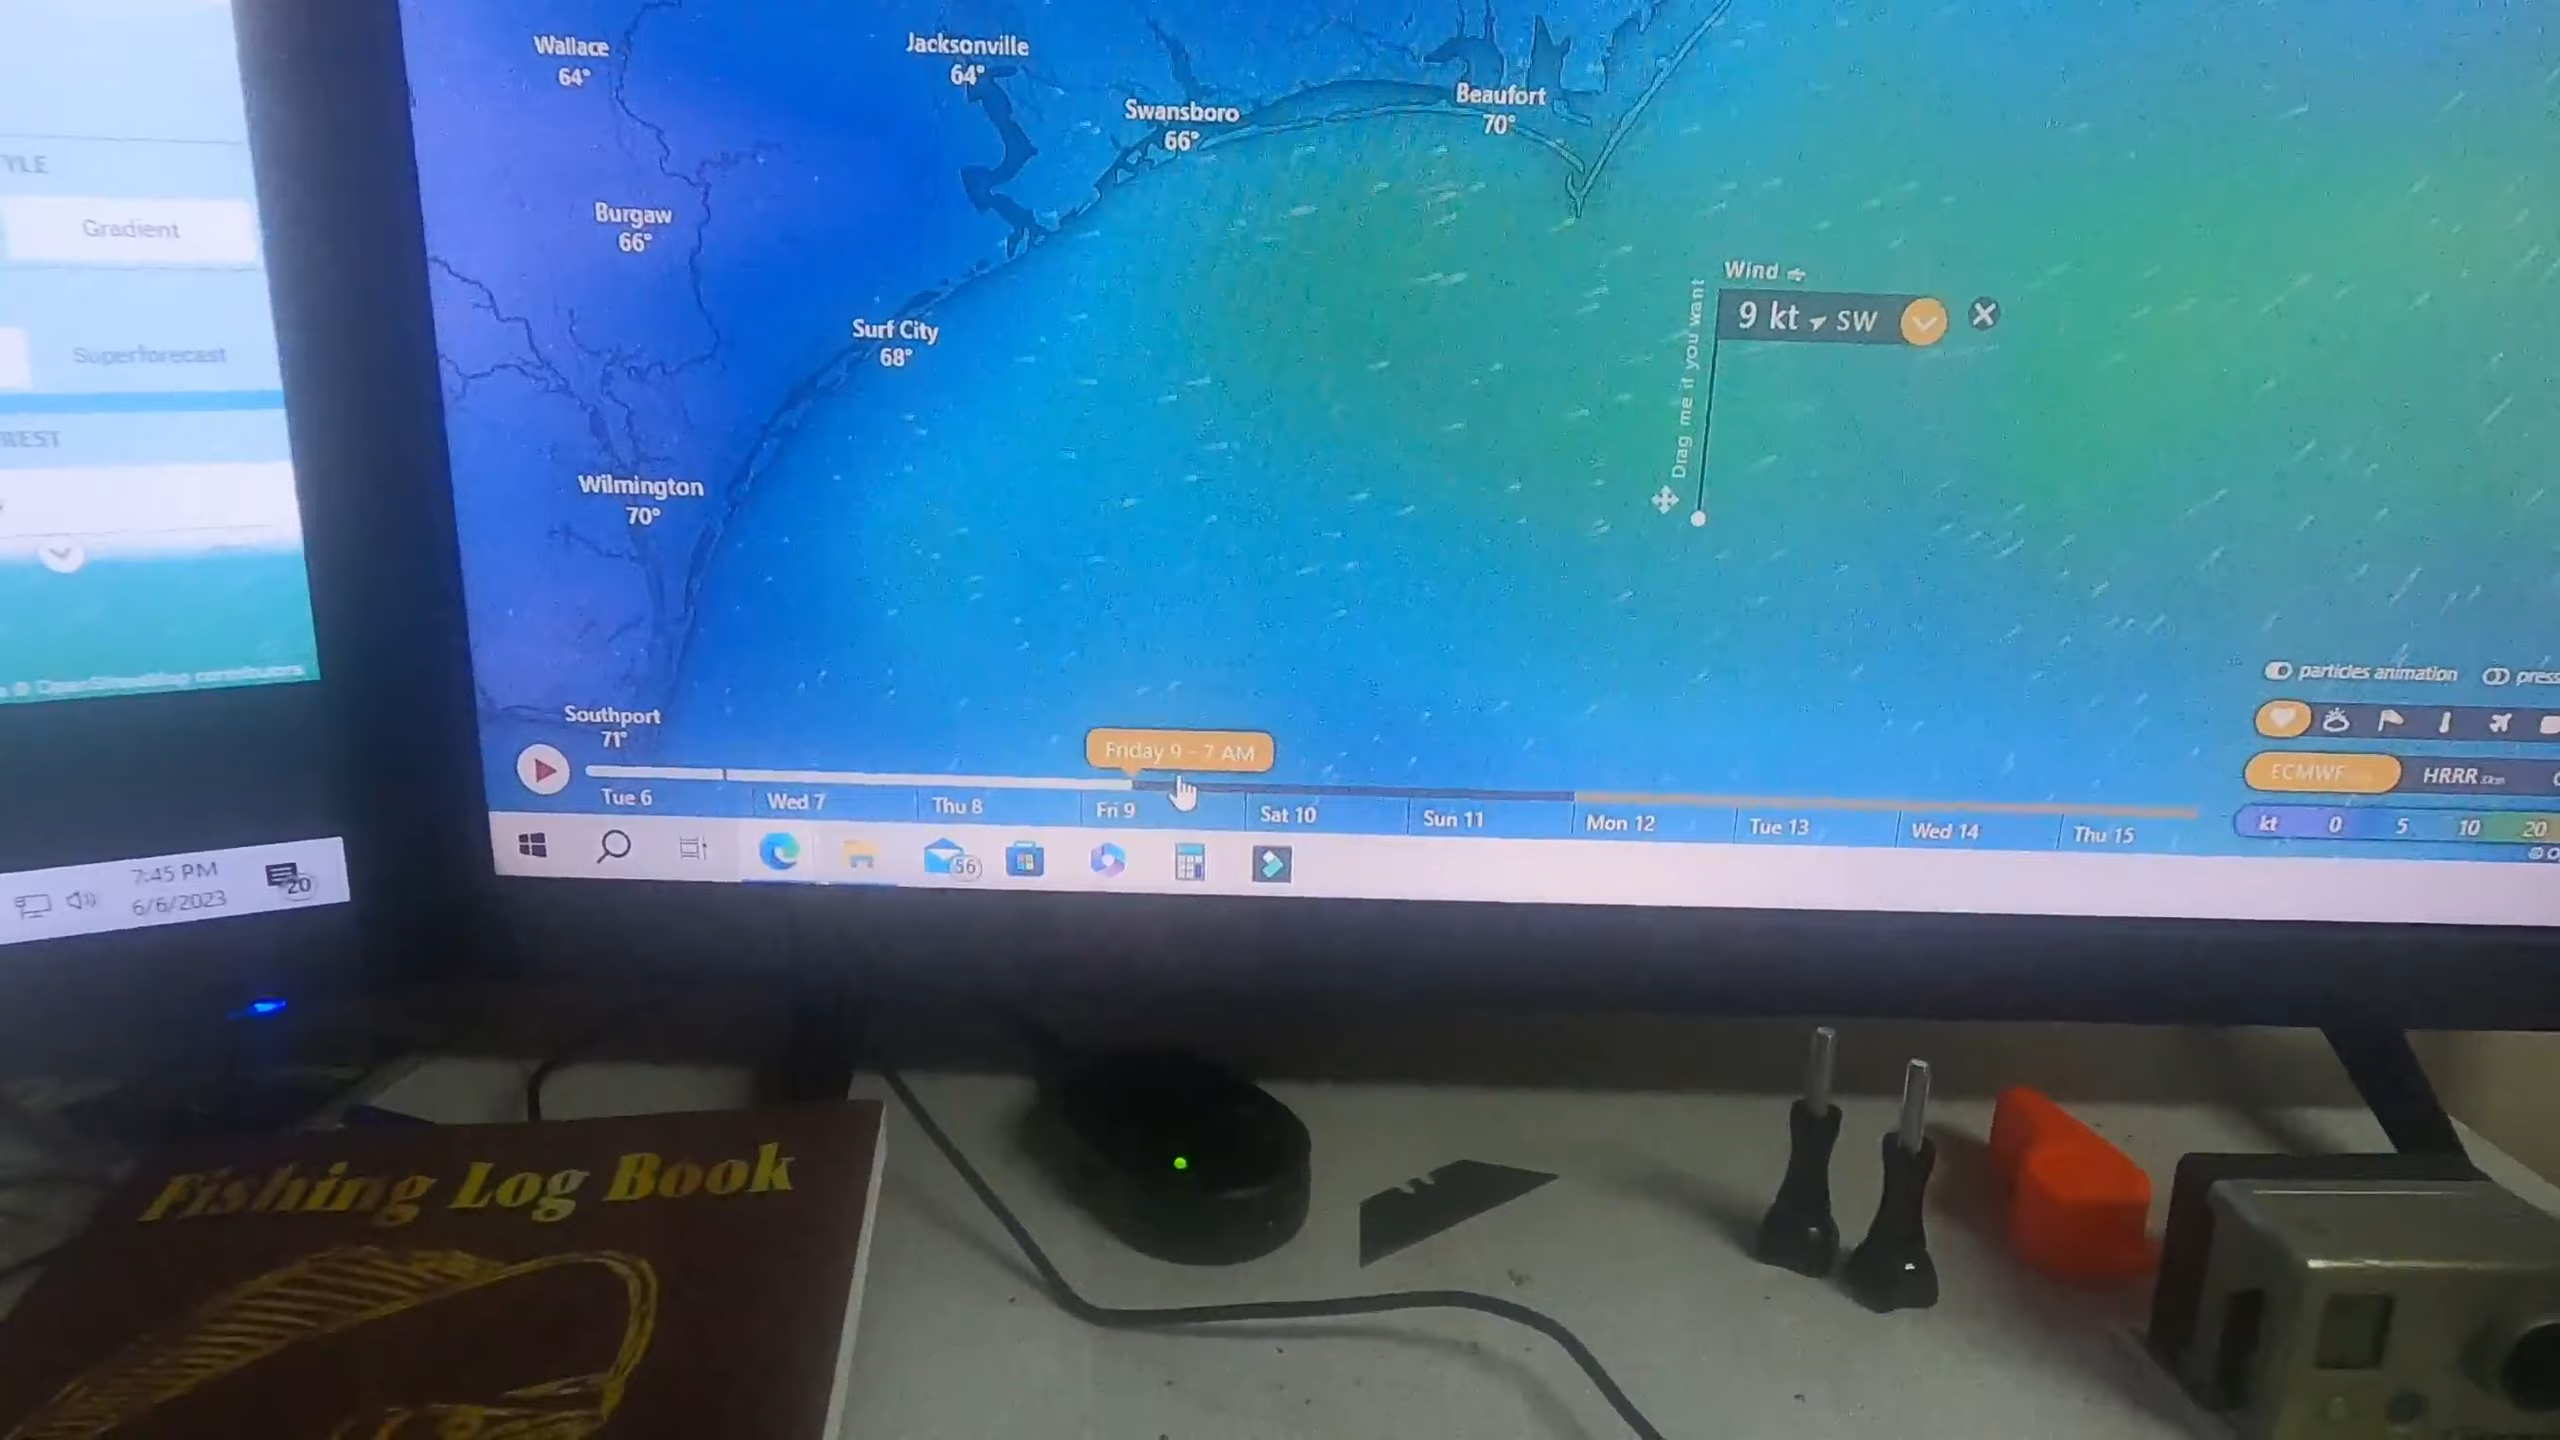 YLE
Gradient
Superforecast
OpenStreetMap contributors
7:45 PM
6/6/2023
20
Wallace
64°
Jacksonville
64°
Swansboro
66°
Beaufort
70°
Burgaw
66°
Surf City
68°
Wilmington
70°
Southport
71°
Wind
9 kt SW
Drag me if you want
particles animation
press
Friday 9 - 7 AM
ECMWF
HRRR
kt 0 5 10 20
Tue 6
Wed 7
Thu 8
Fri 9
Sat 10
Sun 11
Mon 12
Tue 13
Wed 14
Thu 15
56
Fishing Log Book